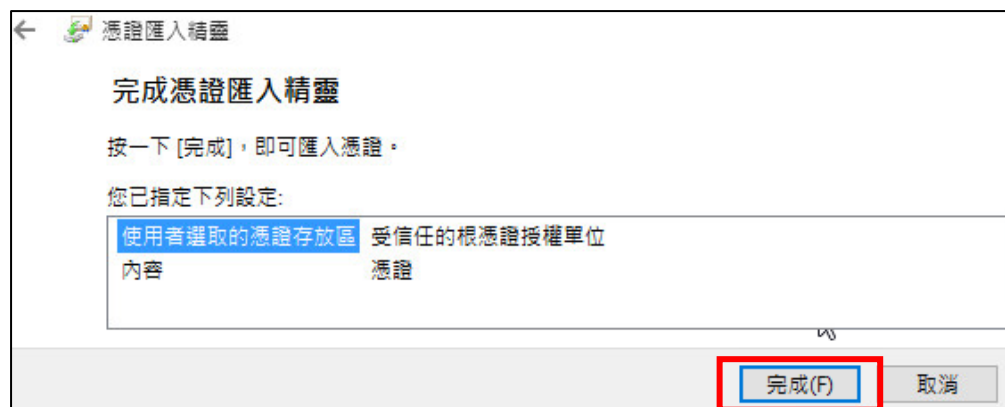 憑證匯入精靈
完成憑證匯入精靈
按一下 [完成]，即可匯入憑證。
您已指定下列設定:
使用者選取的憑證存放區 受信任的根憑證授權單位
內容 憑證
完成(F) 取消